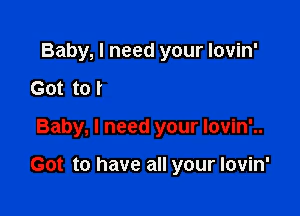 Baby, I need your lovin'
Got to
Baby, I need your lovin'..
Got to have all your lovin'